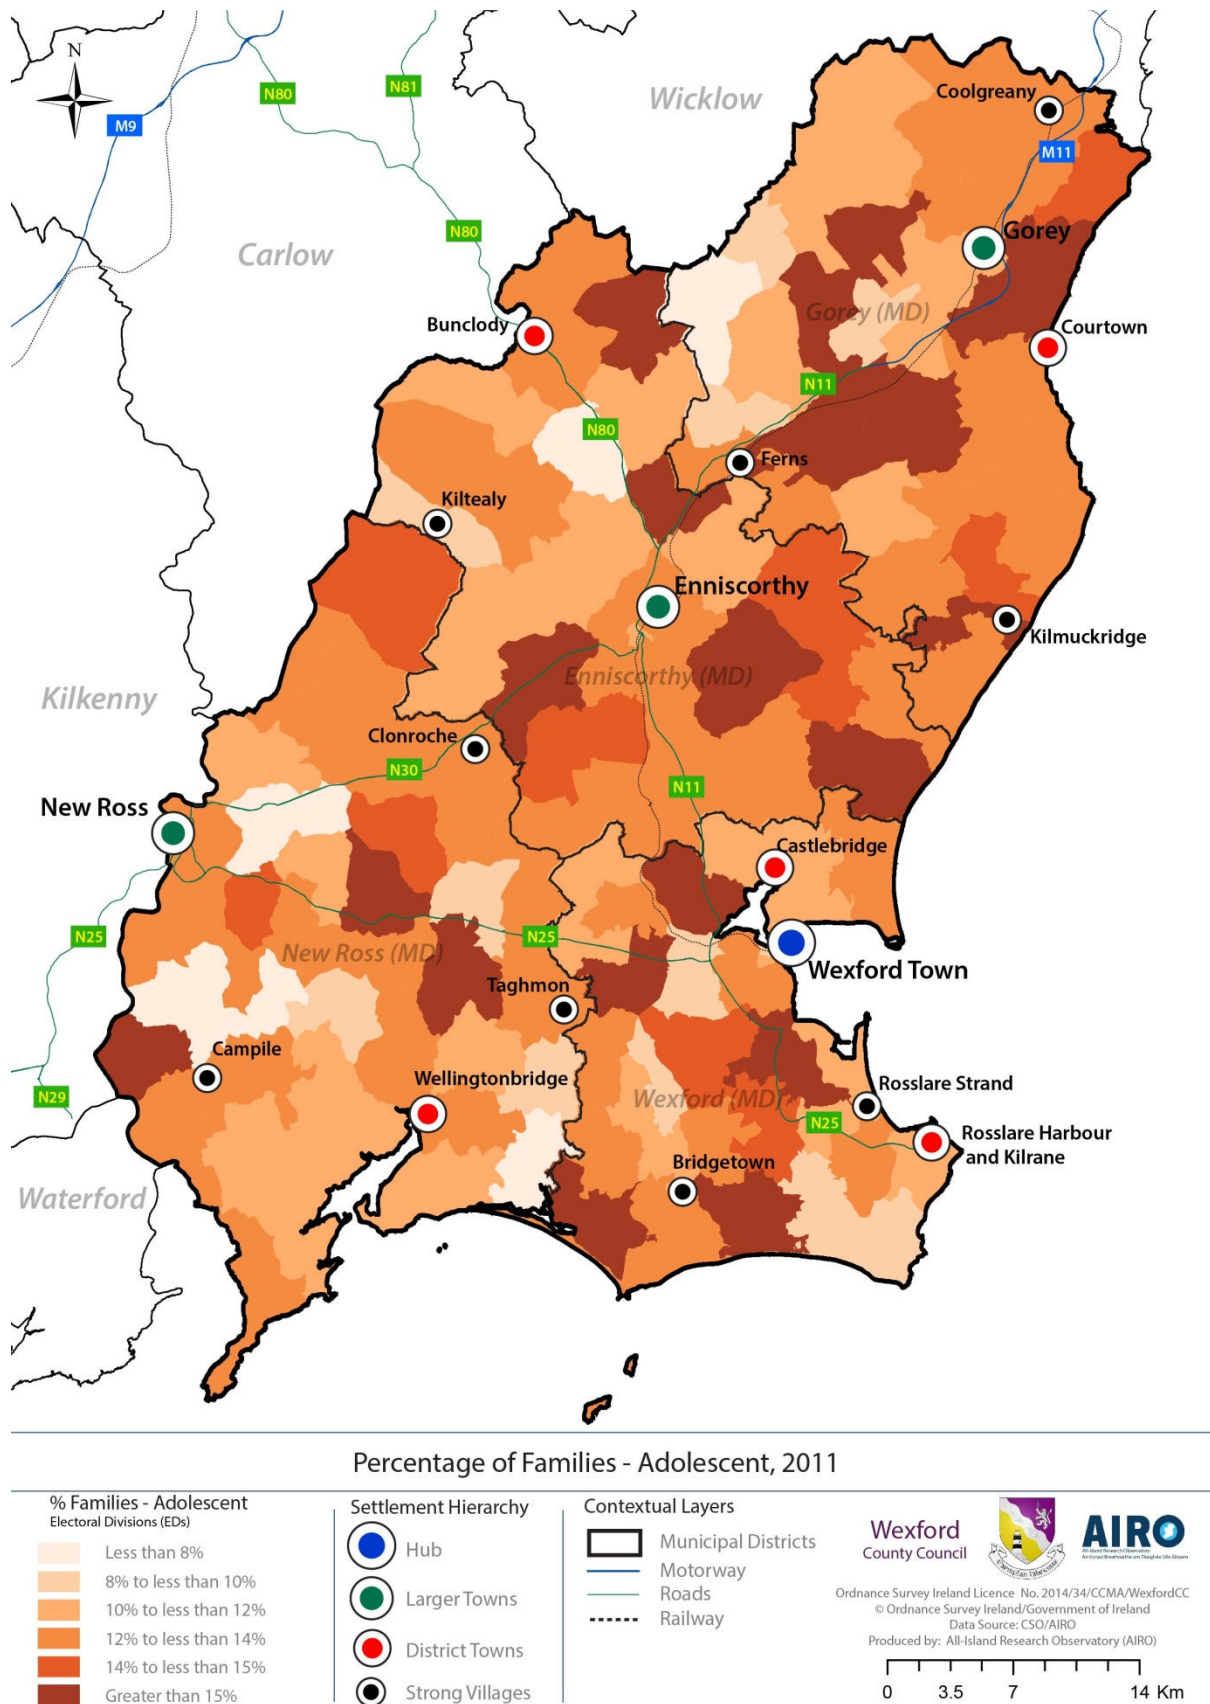 N
Wicklow
Coolgreany
N80
N81
M9
M11
N80
Carlow
Gorey
Gorey (MD)
Bunclody
Courtown
N11
N80
Ferns
Kiltealy
Enniscorthy
Kilmuckridge
Enniscorthy (MD)
Kilkenny
Clonroche
N30
N11
New Ross
Castlebridge
N25
N25
New Ross (MD)
Wexford Town
Taghmon
Campile
Wellingtonbridge
Rosslare Strand
N29
Wexford (MD)
N25
Rosslare Harbour
and Kilrane
Bridgetown
Waterford
Percentage of Families - Adolescent, 2011
% Families - Adolescent
Electoral Divisions (EDs)
Less than 8%
8% to less than 10%
10% to less than 12%
12% to less than 14%
14% to less than 15%
Greater than 15%
Settlement Hierarchy
Hub
Larger Towns
District Towns
Strong Villages
Contextual Layers
Municipal Districts
Motorway
Roads
Railway
Wexford
County Council
AIRO
All-Island Research Observatory
Ordnance Survey Ireland Licence No. 2014/34/CCMA/WexfordCC
© Ordnance Survey Ireland/Government of Ireland
Data Source: CSO/AIRO
Produced by: All-Island Research Observatory (AIRO)
0 3.5 7 14 Km